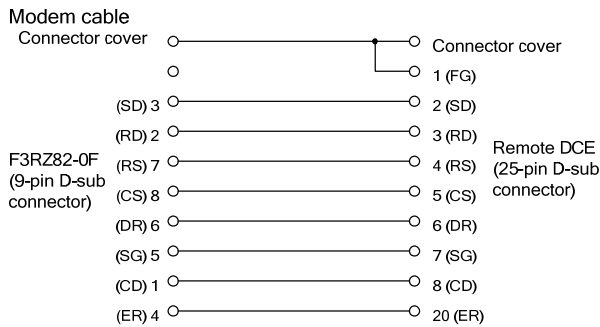 Modem cable
Connector cover
Connector cover
1 (FG)
(SD) 3
2 (SD)
(RD) 2
3 (RD)
(RS) 7
4 (RS)
(CS) 8
5 (CS)
(DR) 6
6 (DR)
(SG) 5
7 (SG)
(CD) 1
8 (CD)
(ER) 4
20 (ER)
F3RZ82-0F
(9-pin D-sub
connector)
Remote DCE
(25-pin D-sub
connector)